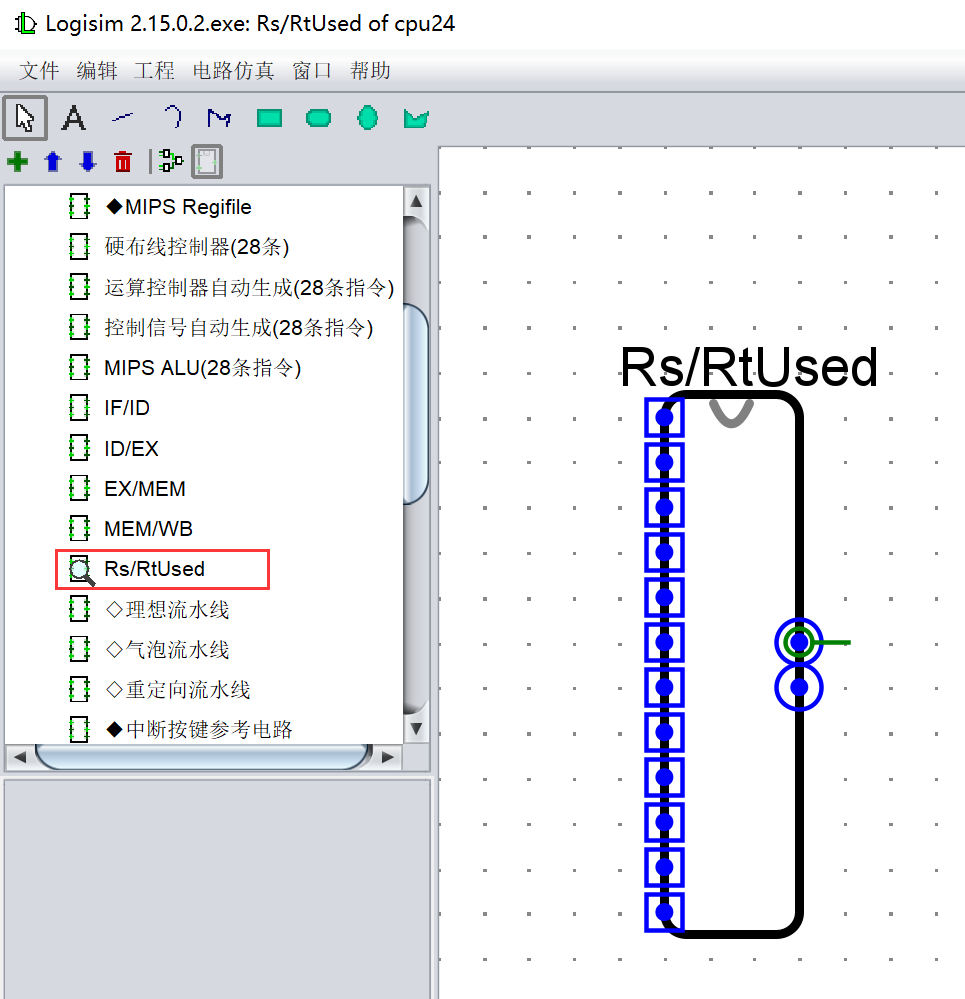 Logisim 2.15.0.2.exe: Rs/RtUsed of cpu24
文件 编辑 工程 电路仿真 窗口 帮助
A
◆MIPS Regifile
硬布线控制器(28条)
运算控制器自动生成(28条指令)
控制信号自动生成(28条指令)
MIPS ALU(28条指令)
IF/ID
ID/EX
EX/MEM
MEM/WB
Rs/RtUsed
◇理想流水线
◇气泡流水线
◇重定向流水线
◆中断按键参考电路
Rs/RtUsed